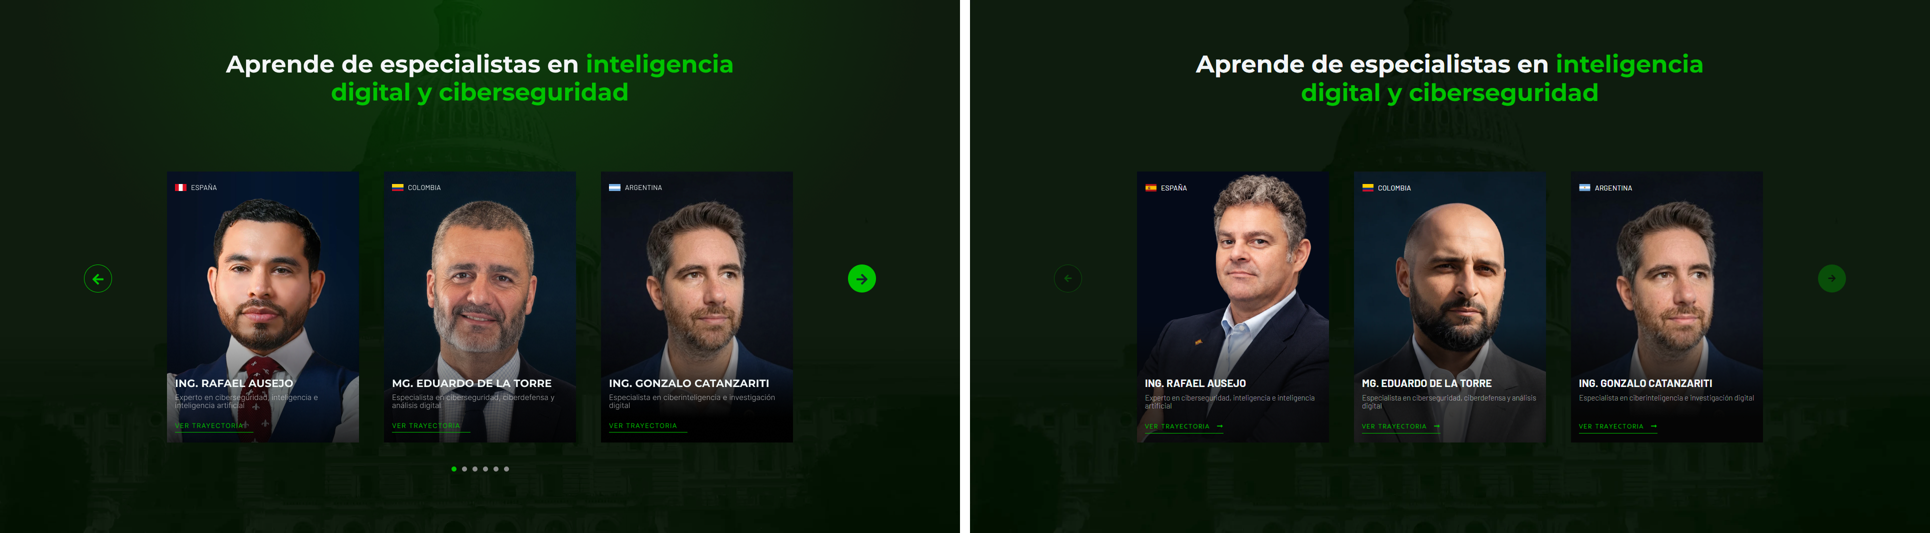 Aprende de especialistas en inteligencia
digital y ciberseguridad
ESPAÑA
COLOMBIA
ARGENTINA
ING. RAFAEL AUSEJO
Experto en ciberseguridad, inteligencia e
inteligencia artificial
VER TRAYECTORIA
MG. EDUARDO DE LA TORRE
Especialista en ciberseguridad, ciberdefensa y
análisis digital
VER TRAYECTORIA
ING. GONZALO CATANZARITI
Especialista en ciberinteligencia e investigación
digital
VER TRAYECTORIA
Aprende de especialistas en inteligencia
digital y ciberseguridad
ESPAÑA
COLOMBIA
ARGENTINA
ING. RAFAEL AUSEJO
Experto en ciberseguridad, inteligencia e inteligencia
artificial
VER TRAYECTORIA
MG. EDUARDO DE LA TORRE
Especialista en ciberseguridad, ciberdefensa y análisis
digital
VER TRAYECTORIA
ING. GONZALO CATANZARITI
Especialista en ciberinteligencia e investigación digital
VER TRAYECTORIA